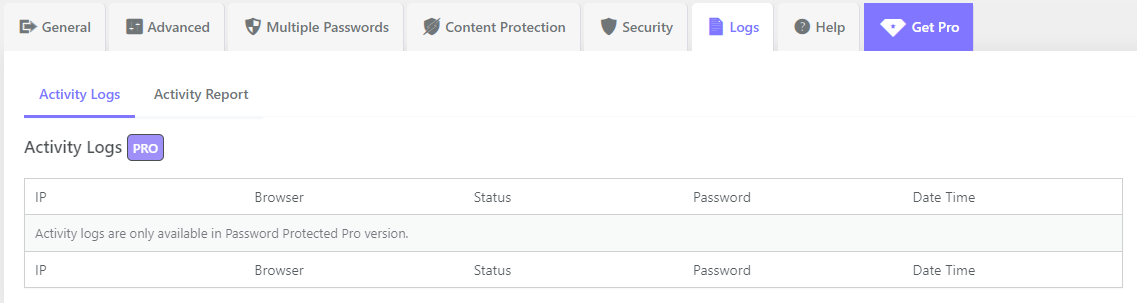 General Advanced Multiple Passwords Content Protection Security Logs Help Get Pro
Activity Logs Activity Report
Activity Logs PRO
IP Browser Status Password Date Time
Activity logs are only available in Password Protected Pro version.
IP Browser Status Password Date Time